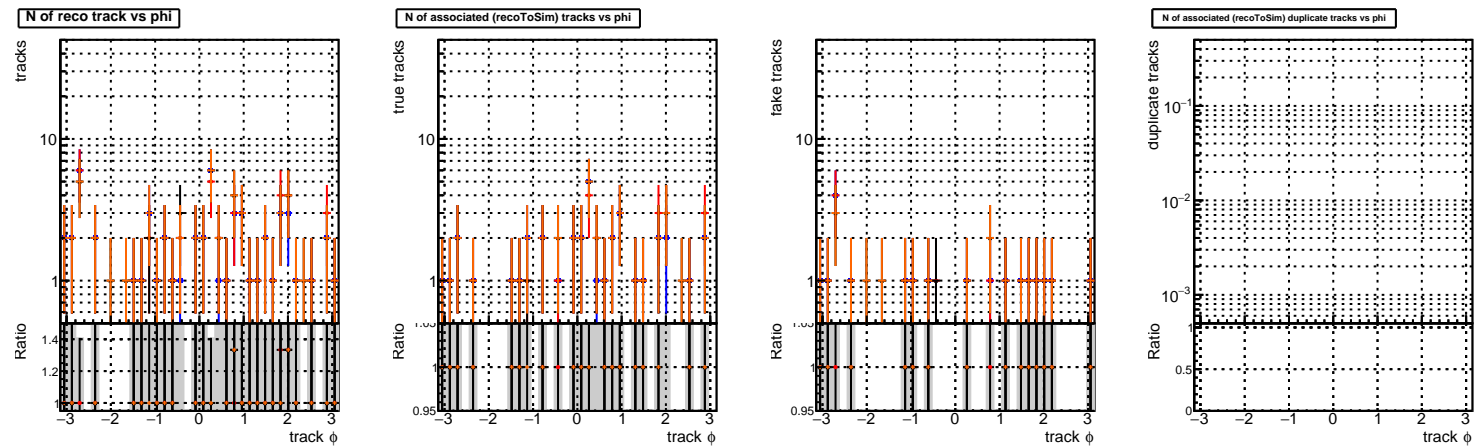 N of reco track vs phi
tracks
10
1
Ratio
1.4
1.2
1
−3 −2 −1 0 1 2 3
track ϕ
N of associated (recoToSim) tracks vs phi
true tracks
10
1
Ratio
1.05
1
0.95
−3 −2 −1 0 1 2 3
track ϕ
fake tracks
10
1
Ratio
1.05
1
0.95
−3 −2 −1 0 1 2 3
track ϕ
N of associated (recoToSim) duplicate tracks vs phi
duplicate tracks
10−1
10−2
10−3
Ratio
1
0.5
0
−3 −2 −1 0 1 2 3
track ϕ